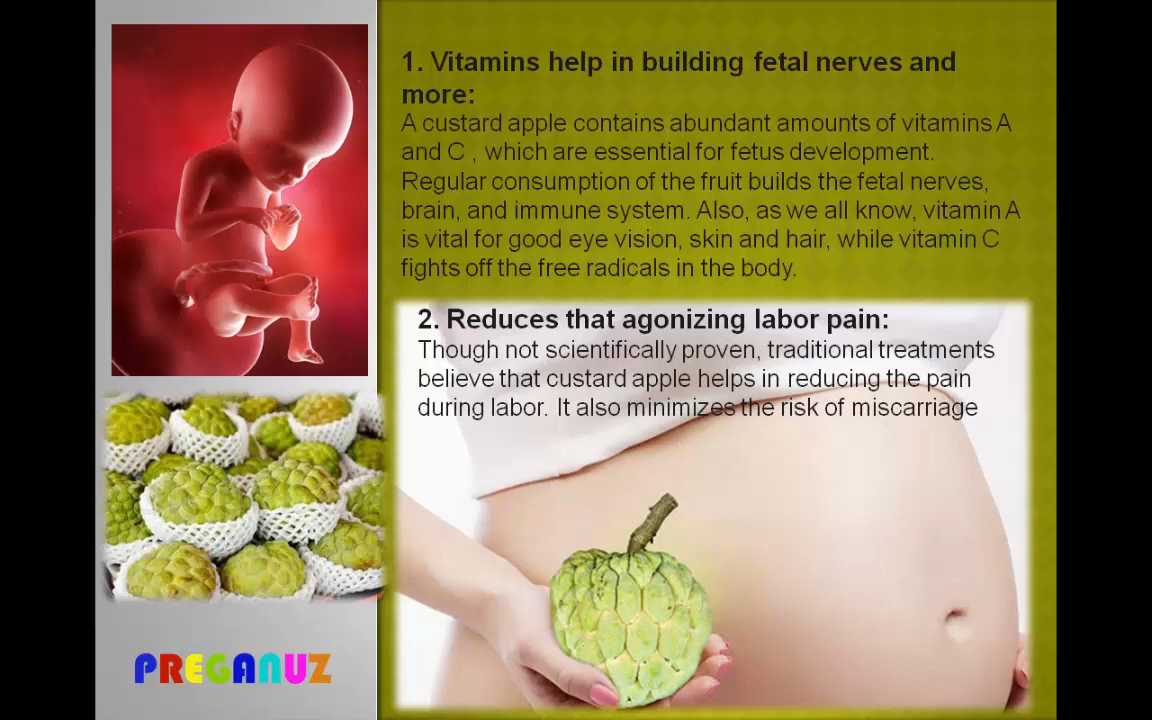 1. Vitamins help in building fetal nerves and
more:
A custard apple contains abundant amounts of vitamins A
and C , which are essential for fetus development.
Regular consumption of the fruit builds the fetal nerves,
brain, and immune system. Also, as we all know, vitamin A
is vital for good eye vision, skin and hair, while vitamin C
fights off the free radicals in the body.
2. Reduces that agonizing labor pain:
Though not scientifically proven, traditional treatments
believe that custard apple helps in reducing the pain
during labor. It also minimizes the risk of miscarriage
PREGANUZ